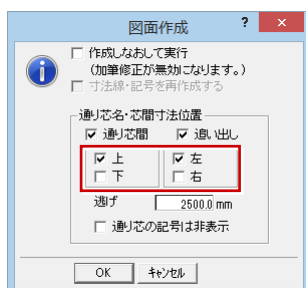 図面作成 ? ×
作成しなおして実行
(加筆修正が無効になります。)
寸法線・記号を再作成する
通り芯名・芯間寸法位置
通り芯間 追い出し
上 左
下 右
逃げ 2500.0 mm
通り芯の記号は非表示
OK キャンセル